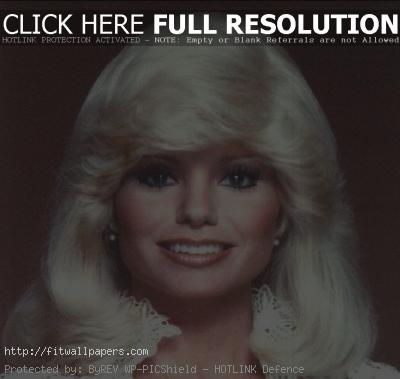 CLICK HERE FULL RESOLUTION
HOTLINK PROTECTION ACTIVATED - NOTE: Empty or Blank Referrals are not Allowed
http://fitwallpapers.com
Protected by: ByREV WP-PICShield - HOTLINK Defence